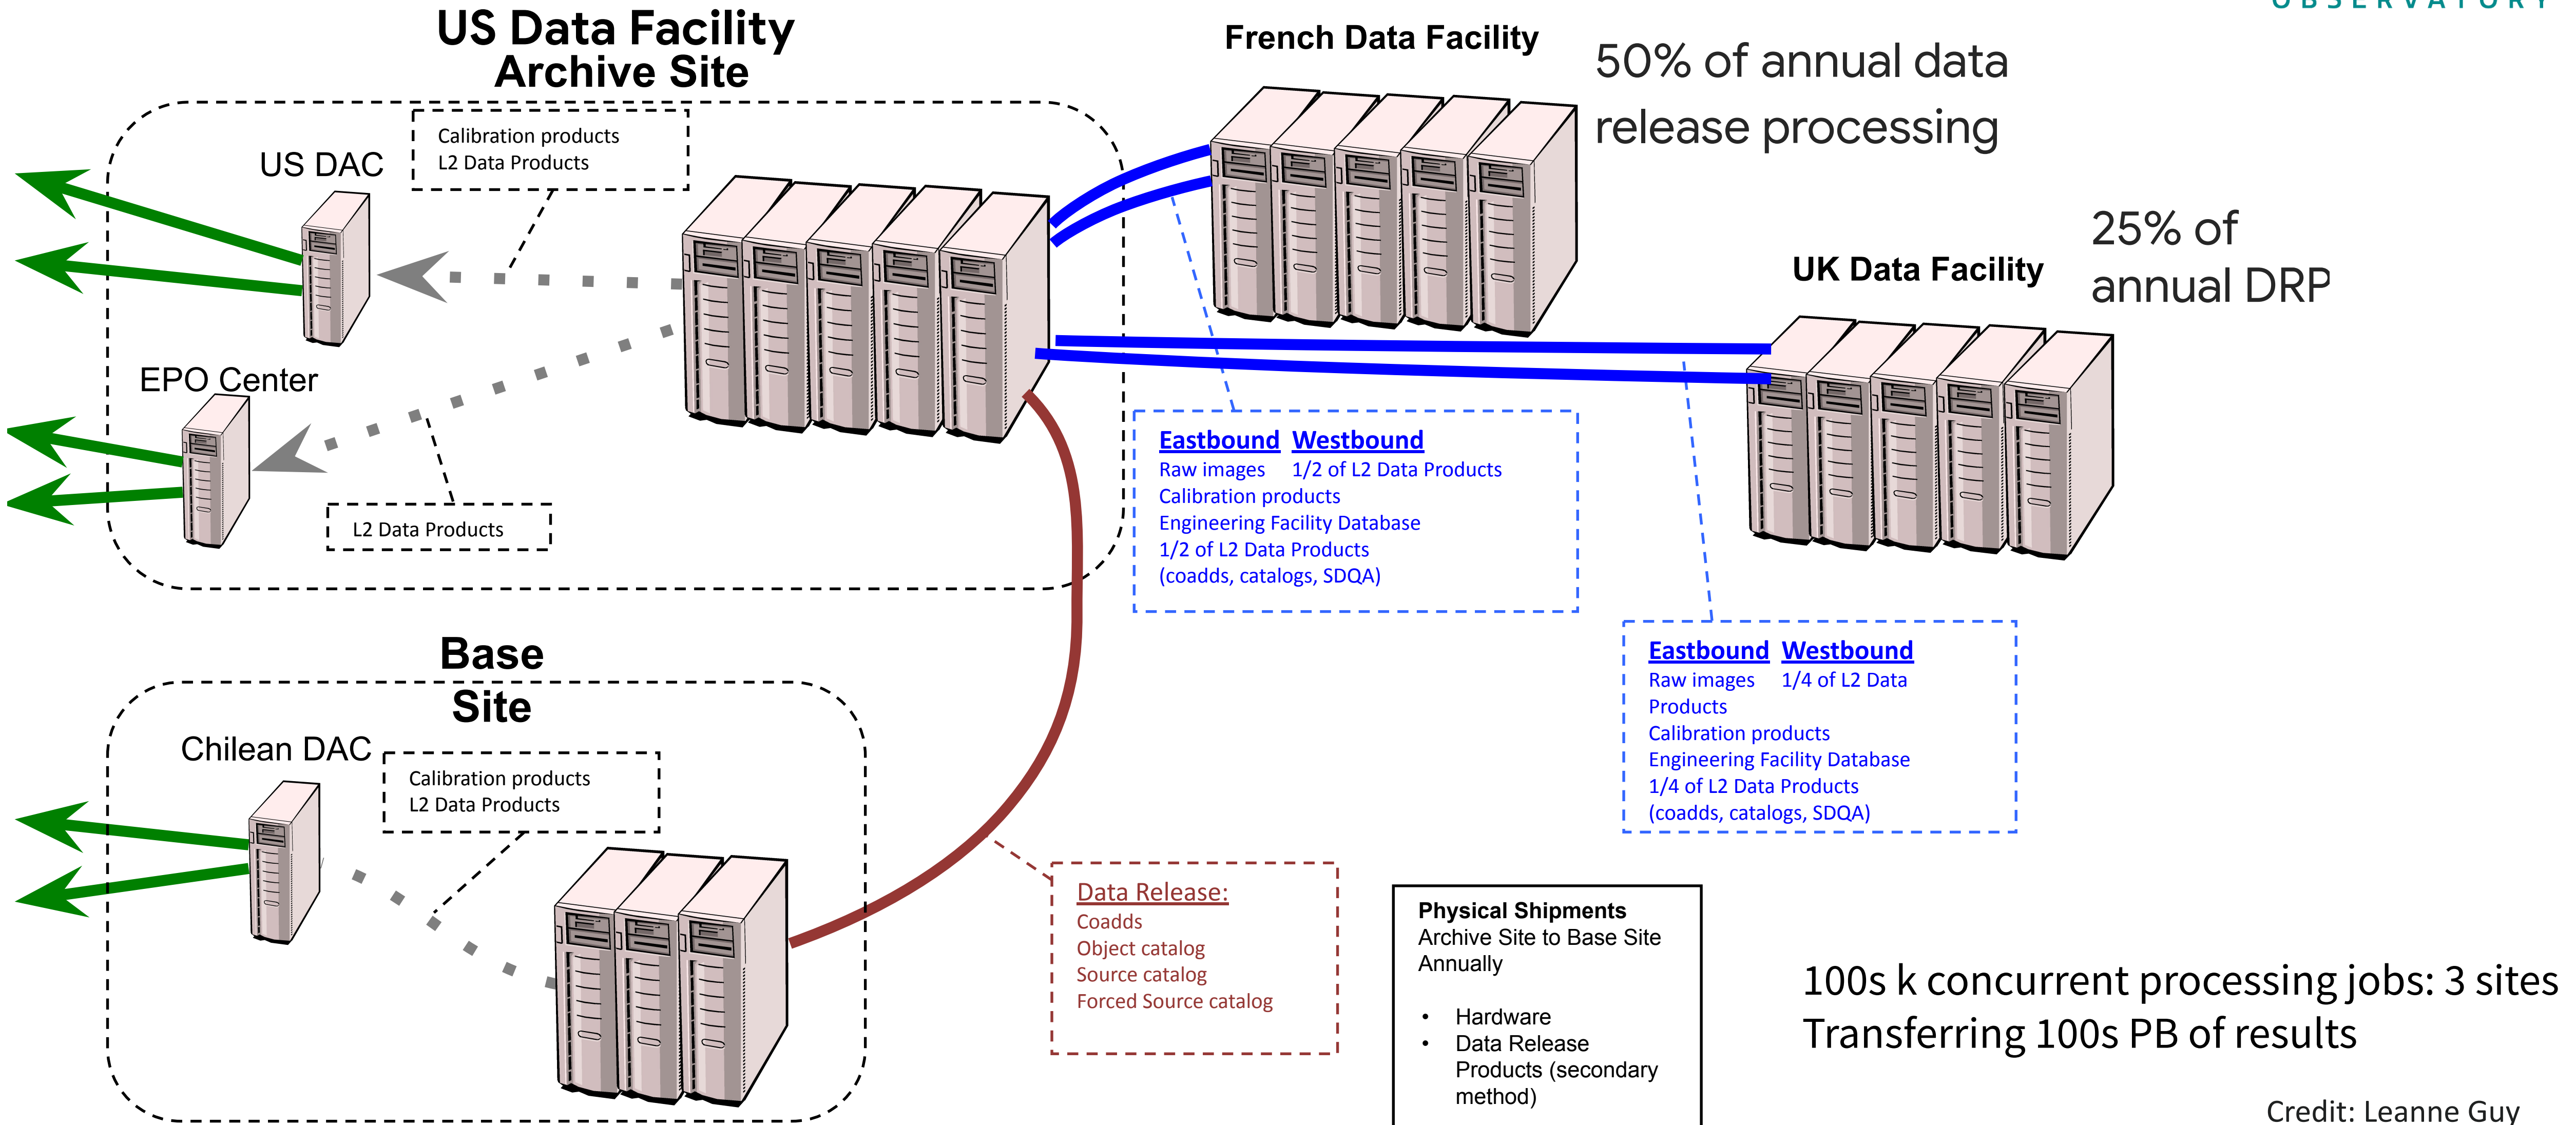 OBSERVATORY
US Data Facility
Archive Site
French Data Facility
50% of annual data
release processing
Calibration products
L2 Data Products
US DAC
25% of
annual DRP
UK Data Facility
EPO Center
L2 Data Products
Eastbound Westbound
Raw images 1/2 of L2 Data Products
Calibration products
Engineering Facility Database
1/2 of L2 Data Products
(coadds, catalogs, SDQA)
Eastbound Westbound
Raw images 1/4 of L2 Data
Products
Calibration products
Engineering Facility Database
1/4 of L2 Data Products
(coadds, catalogs, SDQA)
Base
Site
Chilean DAC
Calibration products
L2 Data Products
Data Release:
Coadds
Object catalog
Source catalog
Forced Source catalog
Physical Shipments
Archive Site to Base Site
Annually
• Hardware
• Data Release
Products (secondary
method)
100s k concurrent processing jobs: 3 sites
Transferring 100s PB of results
Credit: Leanne Guy